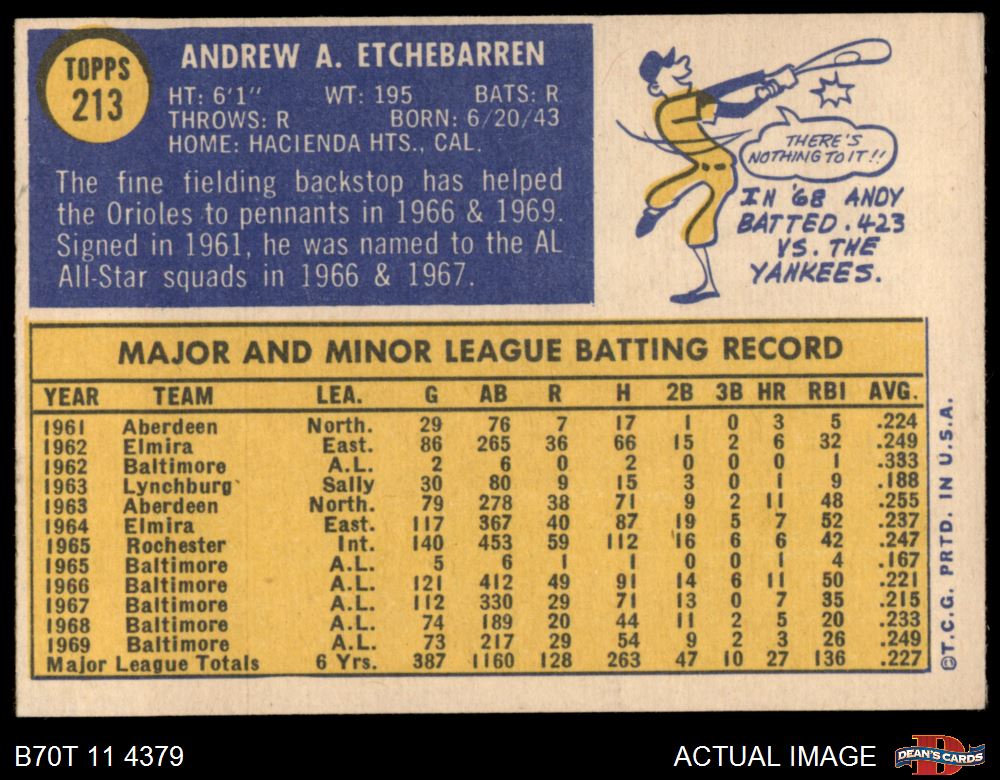 TOPPS
213
ANDREW A. ETCHEBARREN
HT: 6'1" WT: 195 BATS: R
THROWS: R BORN: 6/20/43
HOME: HACIENDA HTS., CAL.
The fine fielding backstop has helped
the Orioles to pennants in 1966 & 1969.
Signed in 1961, he was named to the AL
All-Star squads in 1966 & 1967.
THERE'S
NOTHING TO IT!!
IN '68 ANDY
BATTED .423
VS. THE
YANKEES.
MAJOR AND MINOR LEAGUE BATTING RECORD
YEAR TEAM LEA. G AB R H 2B 3B HR RBI AVG.
1961 Aberdeen North. 29 76 7 17 1 0 3 5 .224
1962 Elmira East. 86 265 36 66 15 2 6 32 .249
1962 Baltimore A.L. 2 6 0 2 0 0 0 1 .333
1963 Lynchburg Sally 30 80 9 15 3 0 1 9 .188
1963 Aberdeen North. 79 278 38 71 9 2 11 48 .255
1964 Elmira East. 117 367 40 87 19 5 7 52 .237
1965 Rochester Int. 140 453 59 112 16 6 6 42 .247
1965 Baltimore A.L. 5 6 1 1 0 0 1 4 .167
1966 Baltimore A.L. 121 412 49 91 14 6 11 50 .221
1967 Baltimore A.L. 112 330 29 71 13 0 7 35 .215
1968 Baltimore A.L. 74 189 20 44 11 2 5 20 .233
1969 Baltimore A.L. 73 217 29 54 9 2 3 26 .249
Major League Totals 6 Yrs. 387 1160 128 263 47 10 27 136 .227
©T.C.G. PRTD. IN U.S.A.
B70T 11 4379
ACTUAL IMAGE
DEAN'S CARDS